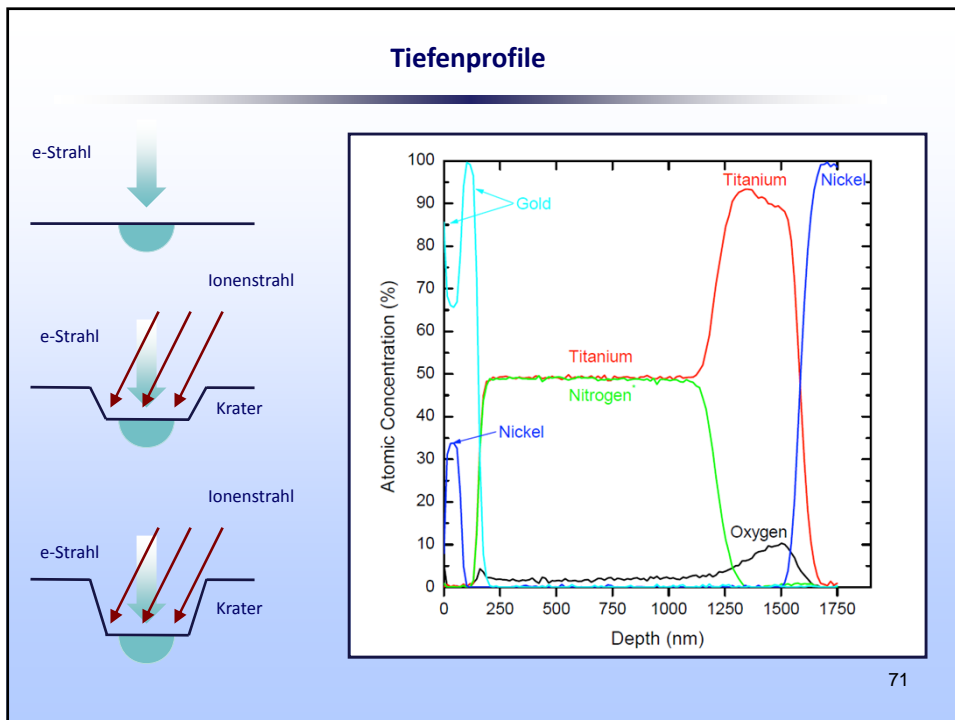 Tiefenprofile
e-Strahl
Ionenstrahl
e-Strahl
Krater
Ionenstrahl
e-Strahl
Krater
Atomic Concentration (%)
100
90
80
70
60
50
40
30
20
10
0
Titanium
Nickel
Gold
Titanium
Nitrogen
Nickel
Oxygen
0 250 500 750 1000 1250 1500 1750
Depth (nm)
71